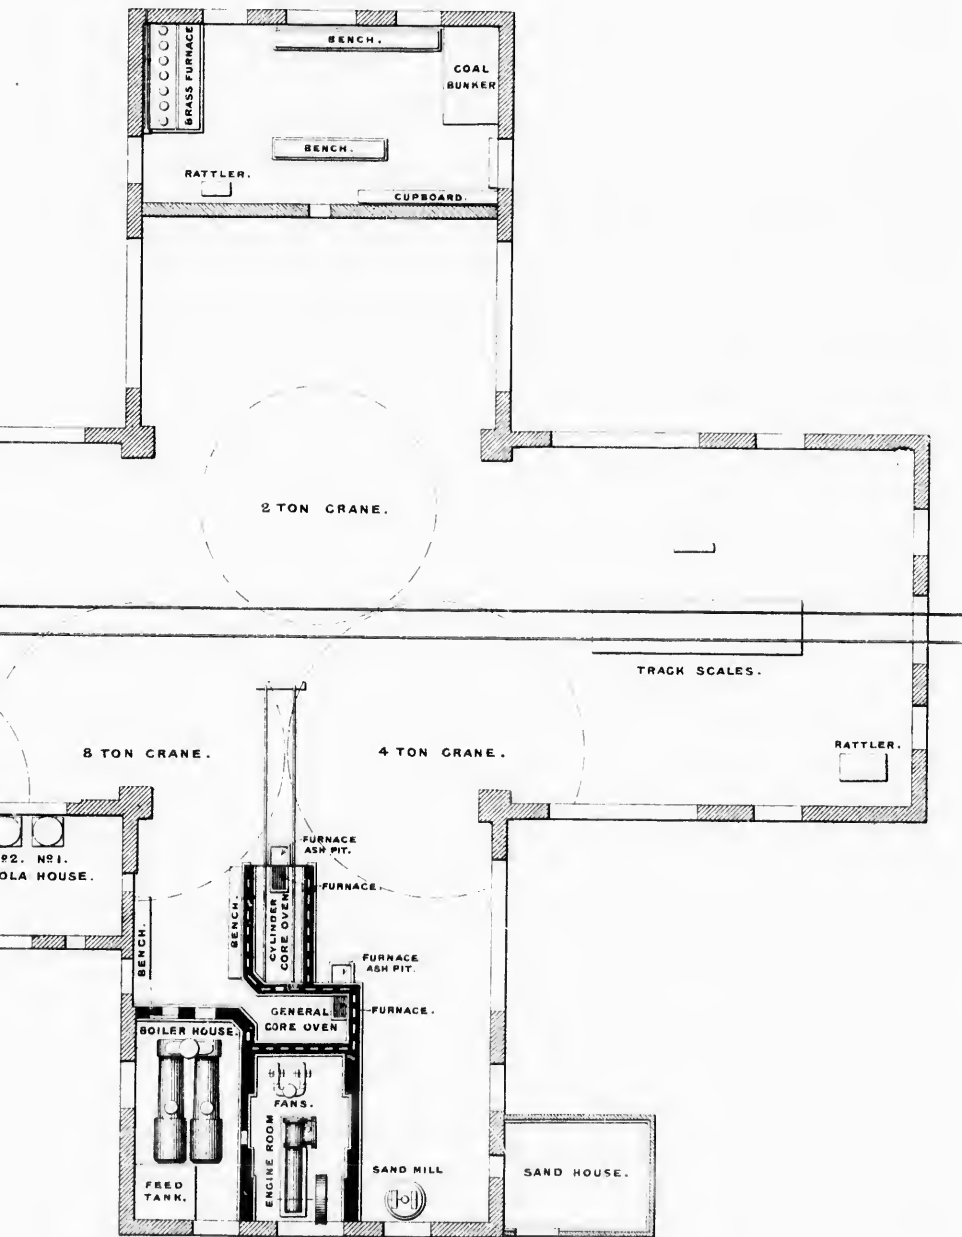 BENCH.
BRASS FURNACE
COAL
BUNKER
BENCH.
RATTLER.
CUPBOARD.
2 TON CRANE.
TRACK SCALES.
8 TON CRANE.
4 TON CRANE.
RATTLER.
Nº1.
HOUSE.
FURNACE
ASH PIT.
FURNACE.
BENCH.
BENCH.
CYLINDER
CORE OVEN
FURNACE
ASH PIT.
GENERAL
CORE OVEN
FURNACE.
BOILER HOUSE.
FANS.
ENGINE ROOM
FEED
TANK.
SAND MILL
SAND HOUSE.